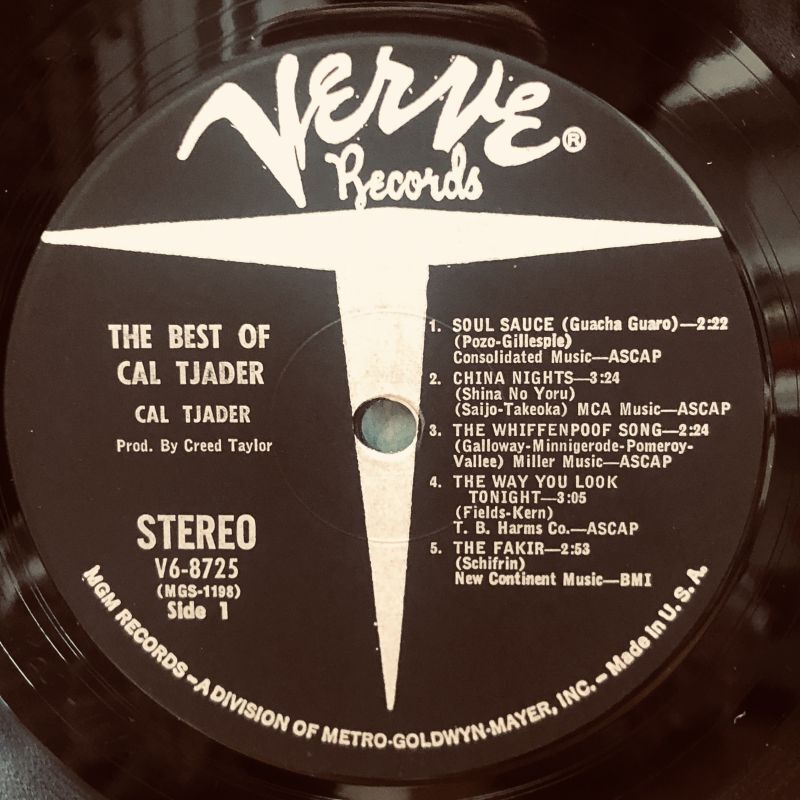 VERVE®
Records
THE BEST OF
CAL TJADER
CAL TJADER
Prod. By Creed Taylor
STEREO
V6-8725
(MGS-1198)
Side 1
1. SOUL SAUCE (Guacha Guaro)—2:22
(Pozo-Gillespie)
Consolidated Music—ASCAP
2. CHINA NIGHTS—3:24
(Shina No Yoru)
(Saijo-Takeoka) MCA Music—ASCAP
3. THE WHIFFENPOOF SONG—2:24
(Galloway-Minnigerode-Pomeroy-
Vallee) Miller Music—ASCAP
4. THE WAY YOU LOOK
TONIGHT—3:05
(Fields-Kern)
T. B. Harms Co.—ASCAP
5. THE FAKIR—2:53
(Schifrin)
New Continent Music—BMI
MGM RECORDS – A DIVISION OF METRO-GOLDWYN-MAYER, INC. – Made in U. S. A.